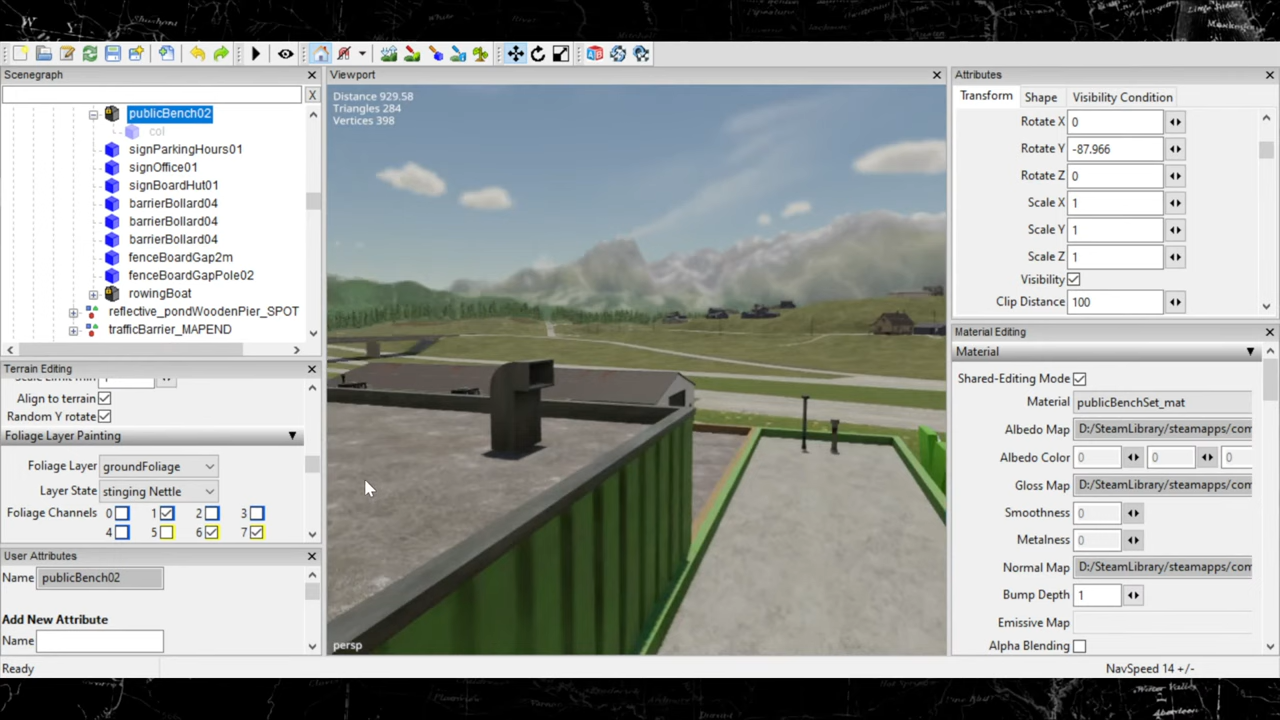 Scenegraph
X
publicBench02
col
signParkingHours01
signOffice01
signBoardHut01
barrierBollard04
barrierBollard04
barrierBollard04
fenceBoardGap2m
fenceBoardGapPole02
rowingBoat
reflective_pondWoodenPier_SPOT
trafficBarrier_MAPEND
Terrain Editing
Align to terrain
Random Y rotate
Foliage Layer Painting
Foliage Layer groundFoliage
Layer State stinging Nettle
Foliage Channels 0 1 2 3
4 5 6 7
User Attributes
Name publicBench02
Add New Attribute
Name
Ready
Viewport
Distance 929.58
Triangles 284
Vertices 398
persp
Attributes
Transform Shape Visibility Condition
Rotate X 0
Rotate Y -87.966
Rotate Z 0
Scale X 1
Scale Y 1
Scale Z 1
Visibility
Clip Distance 100
Material Editing
Material
Shared-Editing Mode
Material publicBenchSet_mat
Albedo Map D:/SteamLibrary/steamapps/com
Albedo Color 0 0 0
Gloss Map D:/SteamLibrary/steamapps/com
Smoothness 0
Metalness 0
Normal Map D:/SteamLibrary/steamapps/com
Bump Depth 1
Emissive Map
Alpha Blending
NavSpeed 14 +/-